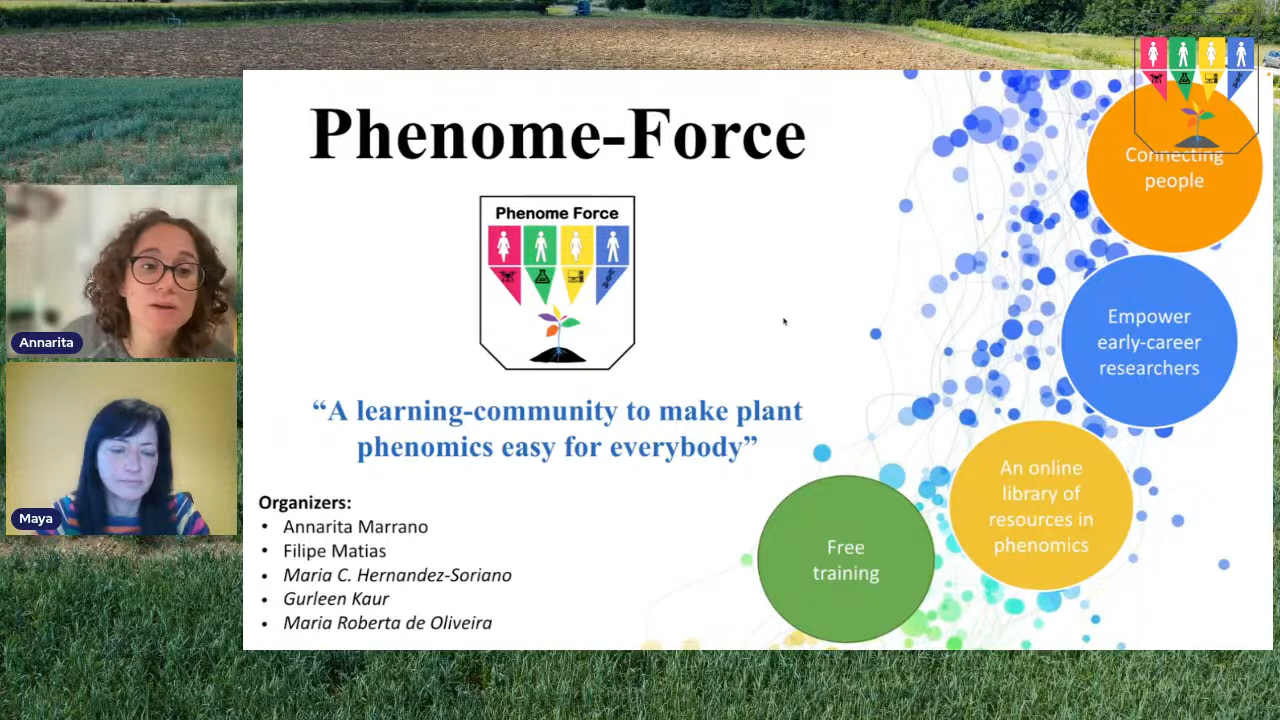 Phenome-Force
Phenome Force
“A learning-community to make plant
phenomics easy for everybody”
Organizers:
• Annarita Marrano
• Filipe Matias
• Maria C. Hernandez-Soriano
• Gurleen Kaur
• Maria Roberta de Oliveira
Connecting
people
Empower
early-career
researchers
An online
library of
resources in
phenomics
Free
training
Annarita
Maya